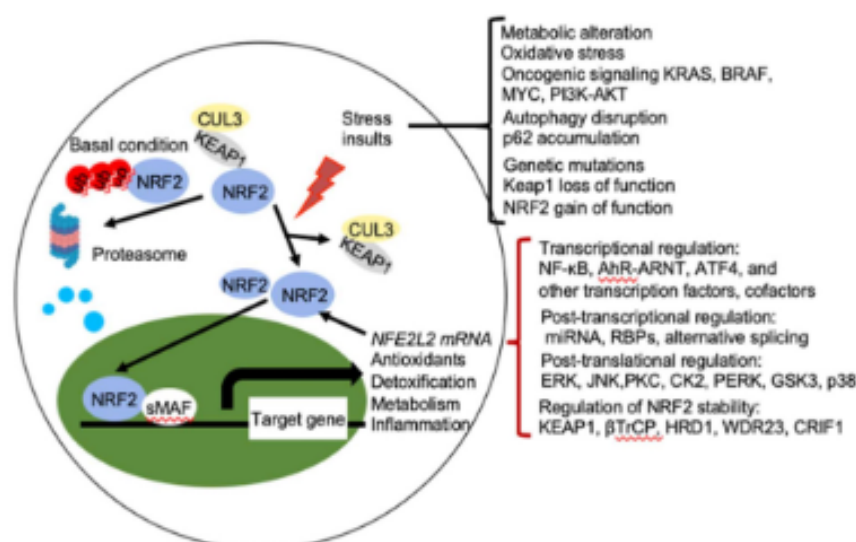 Metabolic alteration
Oxidative stress
Oncogenic signaling KRAS, BRAF,
MYC, PI3K-AKT
Autophagy disruption
p62 accumulation
Genetic mutations
Keap1 loss of function
NRF2 gain of function
Stress
insults
CUL3
KEAP1
Basal condition
NRF2
NRF2
Proteasome
CUL3
KEAP1
NRF2
NRF2
NFE2L2 mRNA
Antioxidants
Detoxification
Metabolism
Inflammation
NRF2
sMAF
Target gene
Transcriptional regulation:
NF-κB, AhR-ARNT, ATF4, and
other transcription factors, cofactors
Post-transcriptional regulation:
miRNA, RBPs, alternative splicing
Post-translational regulation:
ERK, JNK,PKC, CK2, PERK, GSK3, p38
Regulation of NRF2 stability:
KEAP1, βTrCP, HRD1, WDR23, CRIF1